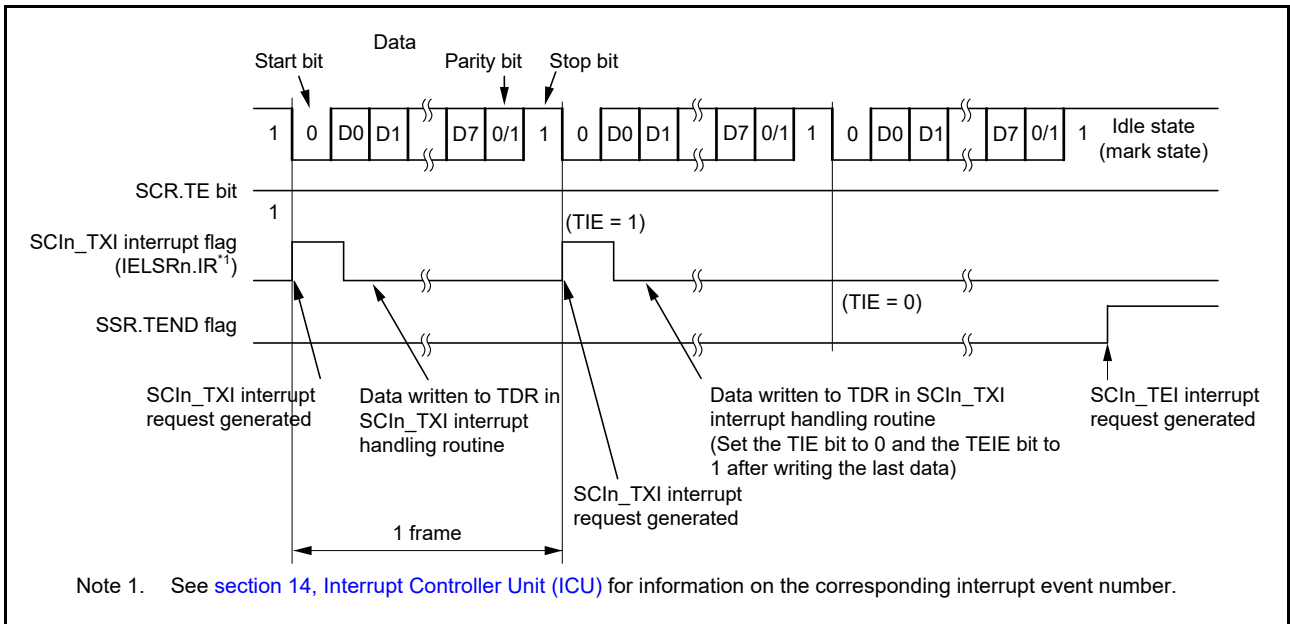 Data
Start bit
Parity bit
Stop bit
1 0 D0 D1 D7 0/1 1 0 D0 D1 D7 0/1 1 0 D0 D1 D7 0/1 1
Idle state
(mark state)
SCR.TE bit
1
(TIE = 1)
SCIn_TXI interrupt flag
(IELSRn.IR*1)
(TIE = 0)
SSR.TEND flag
SCIn_TXI interrupt
request generated
Data written to TDR in
SCIn_TXI interrupt
handling routine
Data written to TDR in SCIn_TXI
interrupt handling routine
(Set the TIE bit to 0 and the TEIE bit to
1 after writing the last data)
SCIn_TEI interrupt
request generated
SCIn_TXI interrupt
request generated
1 frame
Note 1. See section 14, Interrupt Controller Unit (ICU) for information on the corresponding interrupt event number.